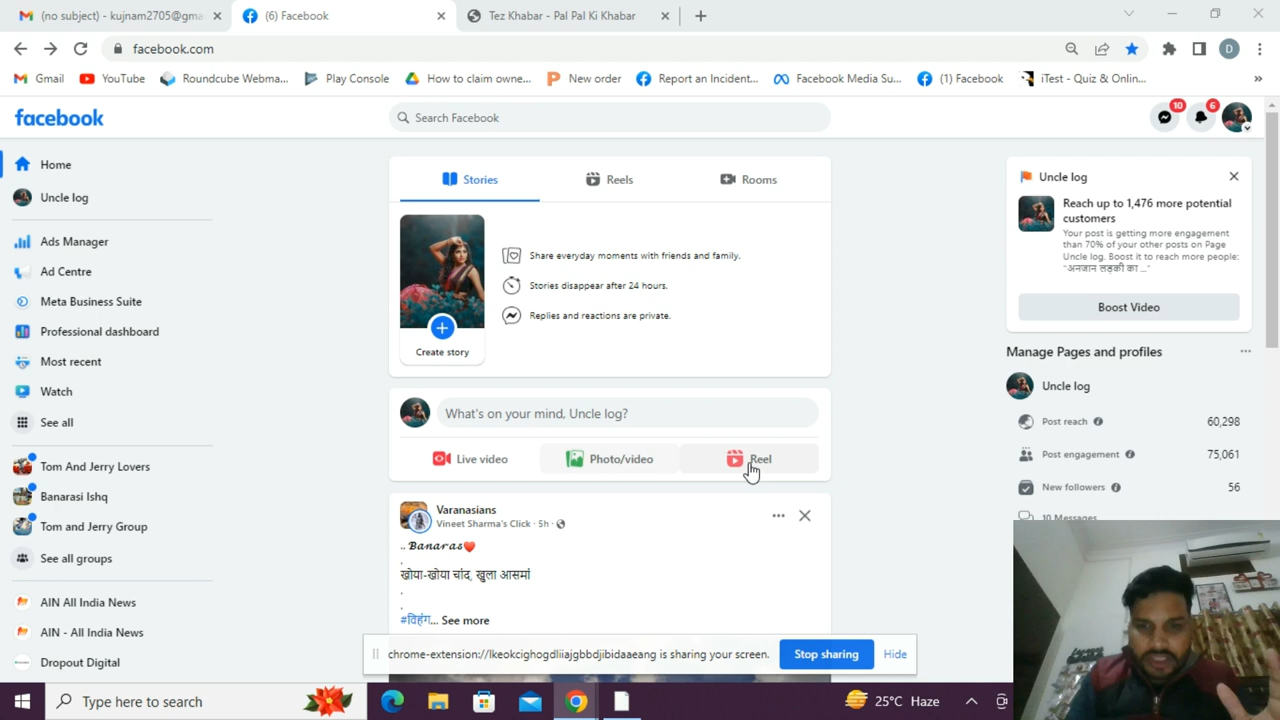 (no subject) - kujnam2705@gma
(6) Facebook
Tez Khabar - Pal Pal Ki Khabar
facebook.com
D
Gmail
YouTube
Roundcube Webma...
Play Console
How to claim owne...
New order
Report an Incident...
Facebook Media Su...
(1) Facebook
iTest - Quiz & Onlin...
facebook
Search Facebook
10
6
Home
Uncle log
Ads Manager
Ad Centre
Meta Business Suite
Professional dashboard
Most recent
Watch
See all
Tom And Jerry Lovers
Banarasi Ishq
Tom and Jerry Group
See all groups
AIN All India News
AIN - All India News
Dropout Digital
Stories
Reels
Rooms
Create story
Share everyday moments with friends and family.
Stories disappear after 24 hours.
Replies and reactions are private.
What's on your mind, Uncle log?
Live video
Photo/video
Reel
Varanasians
Vineet Sharma's Click · 5h ·
.. 𝓑𝓪𝓷𝓪𝓻𝓪𝓼❤️
.
खोया-खोया चांद, खुला आसमां
.
.
#विहंग... See more
Uncle log
Reach up to 1,476 more potential
customers
Your post is getting more engagement
than 70% of your other posts on Page
Uncle log. Boost it to reach more people:
"अनजान लड़की का ..."
Boost Video
Manage Pages and profiles
Uncle log
Post reach 60,298
Post engagement 75,061
New followers 56
10 Messages
chrome-extension://lkeokcighogdliiajgbbdjibidaaeang is sharing your screen.
Stop sharing
Hide
Type here to search
25°C Haze